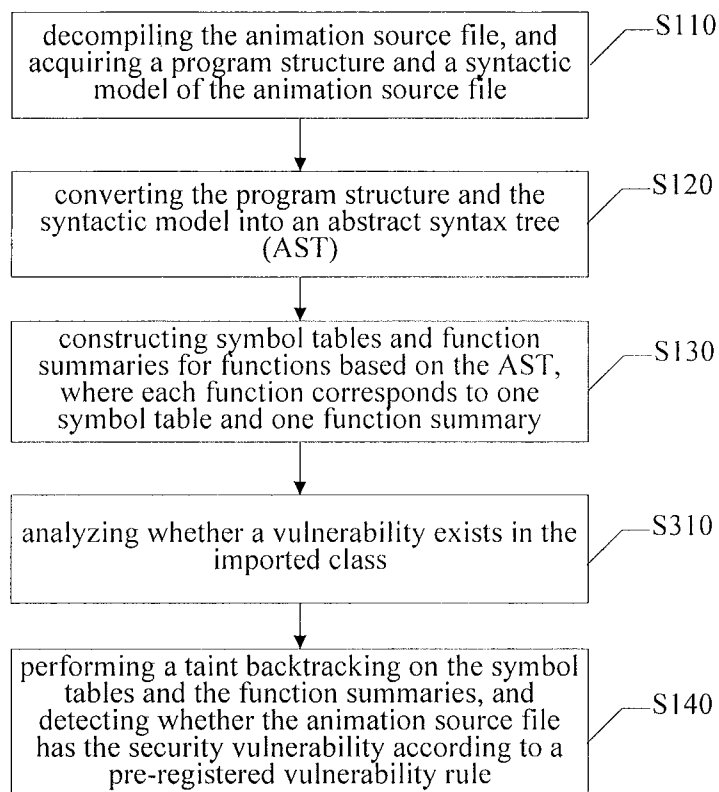 decompiling the animation source file, and
acquiring a program structure and a syntactic
model of the animation source file
S110
converting the program structure and the
syntactic model into an abstract syntax tree
(AST)
S120
constructing symbol tables and function
summaries for functions based on the AST,
where each function corresponds to one
symbol table and one function summary
S130
analyzing whether a vulnerability exists in the
imported class
S310
performing a taint backtracking on the symbol
tables and the function summaries, and
detecting whether the animation source file
has the security vulnerability according to a
pre-registered vulnerability rule
S140